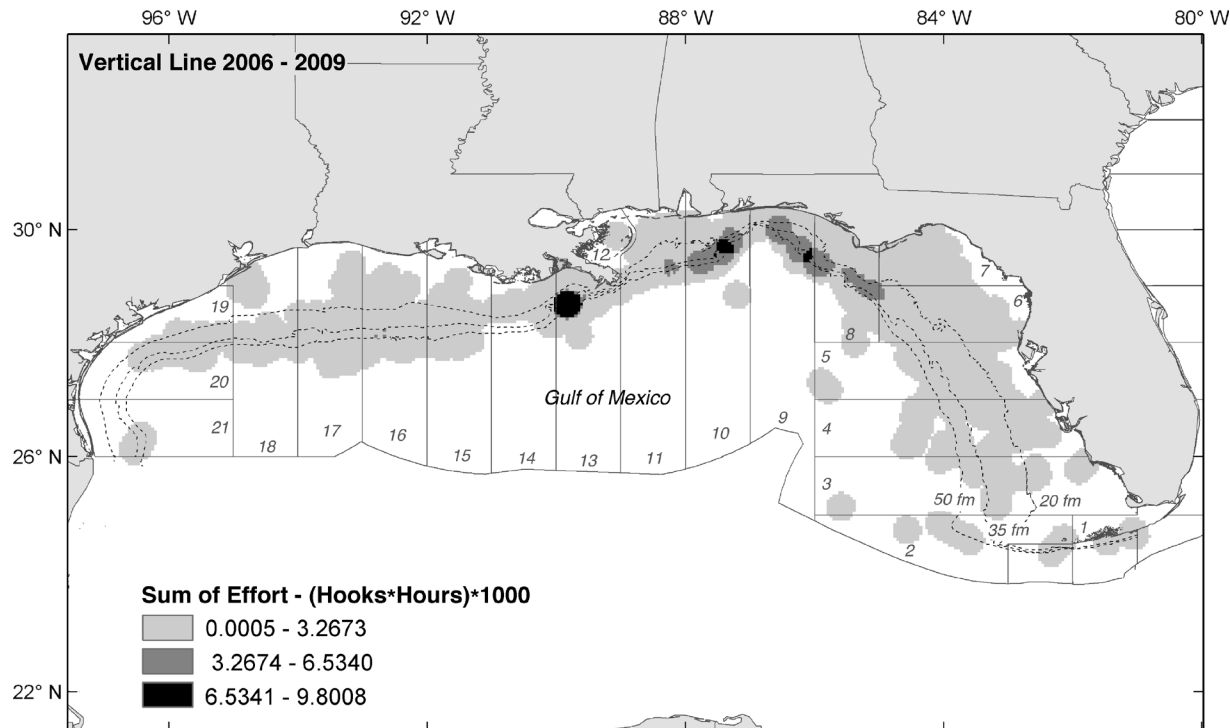 96° W 92° W 88° W 84° W 80° W
Vertical Line 2006 - 2009
30° N
12
7
19
6
8
5
20
Gulf of Mexico
21
9
4
18 17 16 15 14 13 11 10
26° N
3
50 fm 20 fm
35 fm 1
2
Sum of Effort - (Hooks*Hours)*1000
0.0005 - 3.2673
3.2674 - 6.5340
6.5341 - 9.8008
22° N